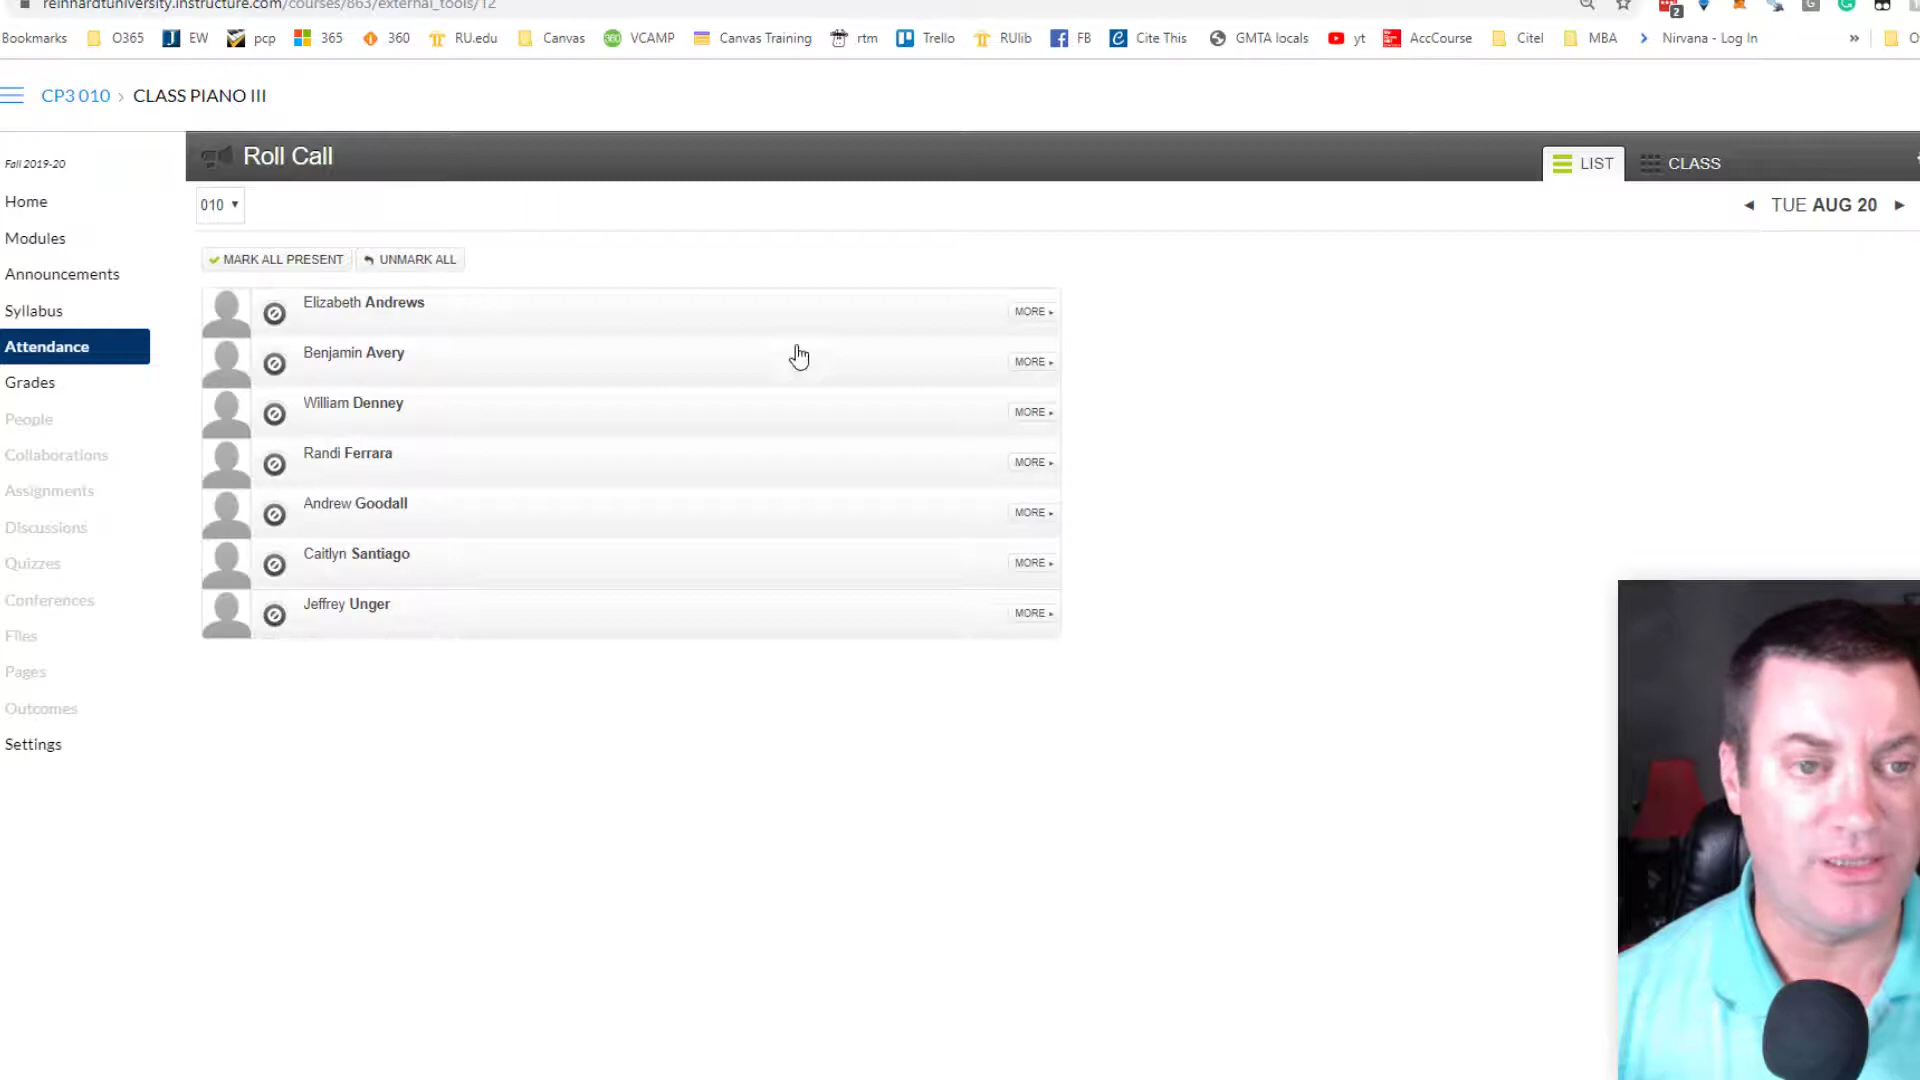 reinhardtuniversity.instructure.com/courses/863/external_tools/12
2
Bookmarks O365 EW pcp 365 360 RU.edu Canvas VCAMP Canvas Training rtm Trello RUlib FB Cite This GMTA locals yt AccCourse Citel MBA Nirvana - Log In »
CP3 010 › CLASS PIANO III
Fall 2019-20
Home
Modules
Announcements
Syllabus
Attendance
Grades
People
Collaborations
Assignments
Discussions
Quizzes
Conferences
Files
Pages
Outcomes
Settings
Roll Call
LIST CLASS
010
TUE AUG 20
MARK ALL PRESENT UNMARK ALL
Elizabeth Andrews MORE
Benjamin Avery MORE
William Denney MORE
Randi Ferrara MORE
Andrew Goodall MORE
Caitlyn Santiago MORE
Jeffrey Unger MORE